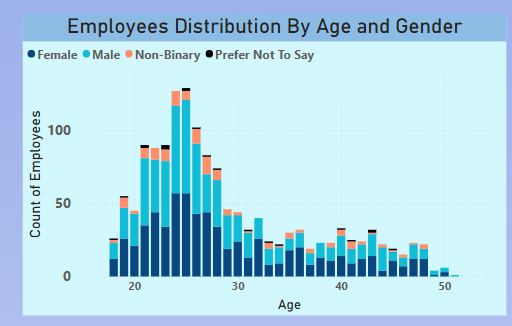 Employees Distribution By Age and Gender
Female Male Non-Binary Prefer Not To Say
Count of Employees
100
50
0
20 30 40 50
Age